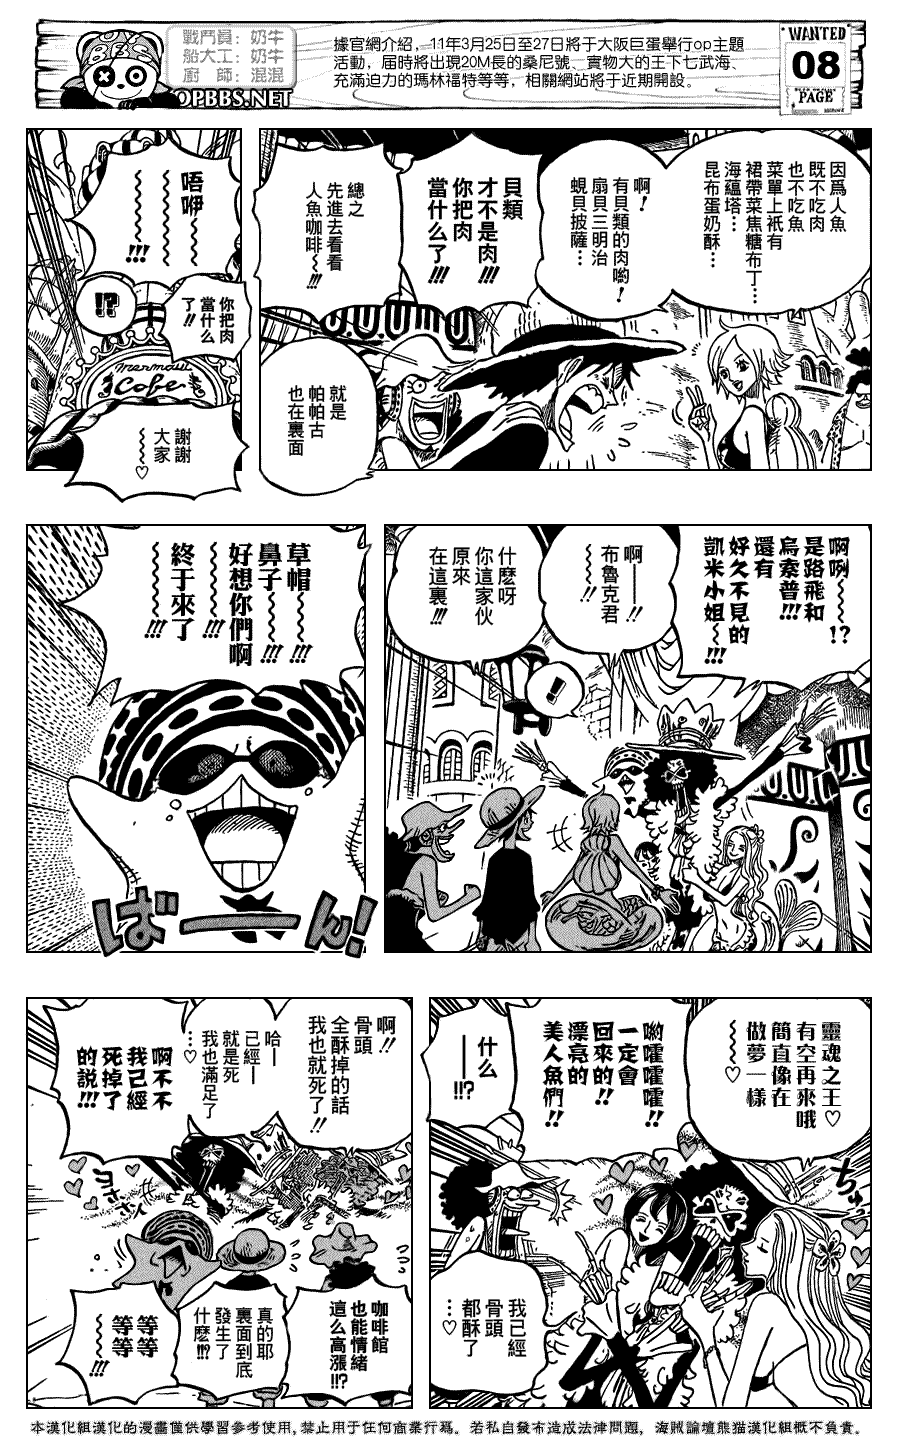 戰鬥員：奶牛
船大工：奶牛
廚　師：混混
OPBBS.NET
據官網介紹，11年3月25日至27日將于大阪巨蛋舉行op主題
活動，屆時將出現20M長的桑尼號、實物大的王下七武海、
充滿迫力的瑪林福特等等，相關網站將于近期開設。
WANTED
08
PAGE
因爲人魚
既不吃肉
也不吃魚
菜單上衹有
裙帶菜焦糖布丁…
海蘊塔…
昆布蛋奶酥…
啊！
有貝類的肉喲！
扇貝三明治
蜆貝披薩…
貝類
才不是肉!!!
你把肉
當什么了!!!
總之
先進去看看
人魚咖啡～!!!
就是
帕帕古
也在裏面
唔咿
～～～～!!!
你把肉
當什么
了!!
!?
mermaid
Cafe
謝謝
大家
～～♡
啊咧～～～!?
是路飛和
烏索普!!!
還有
好久不見的
凱米小姐～!!!
啊——!!
布魯克君
～～!!
什麽呀
你這家伙
原來
在這裏!!!
!!
草帽～～～!!!
鼻子～～～!!!
好想你們啊
～～～!!!
終于來了
～～～!!!
ばーん!
靈魂之王♡
有空再來哦
簡直像在
做夢一樣
～～～♡
喲嚯嚯嚯
一定會
回來的!!
漂亮的
美人魚們!!
什么
—!!?
我已經
骨頭
都酥了
…♡
啊!!
骨頭
全酥掉的話
我也就死了!!
哈—
已經—
就是死
我也滿足了
…♡
啊不不
我已經
死掉了
的說!!!
咖啡館
也能情緒
這么高漲!!?
真的耶
裏面到底
發生了
什麽!!?
等等
等等
～～!!!
本漢化組漢化的漫畫僅供學習參考使用，禁止用于任何商業行爲。若私自發布造成法律問題，海賊論壇熊猫漢化組概不負責。